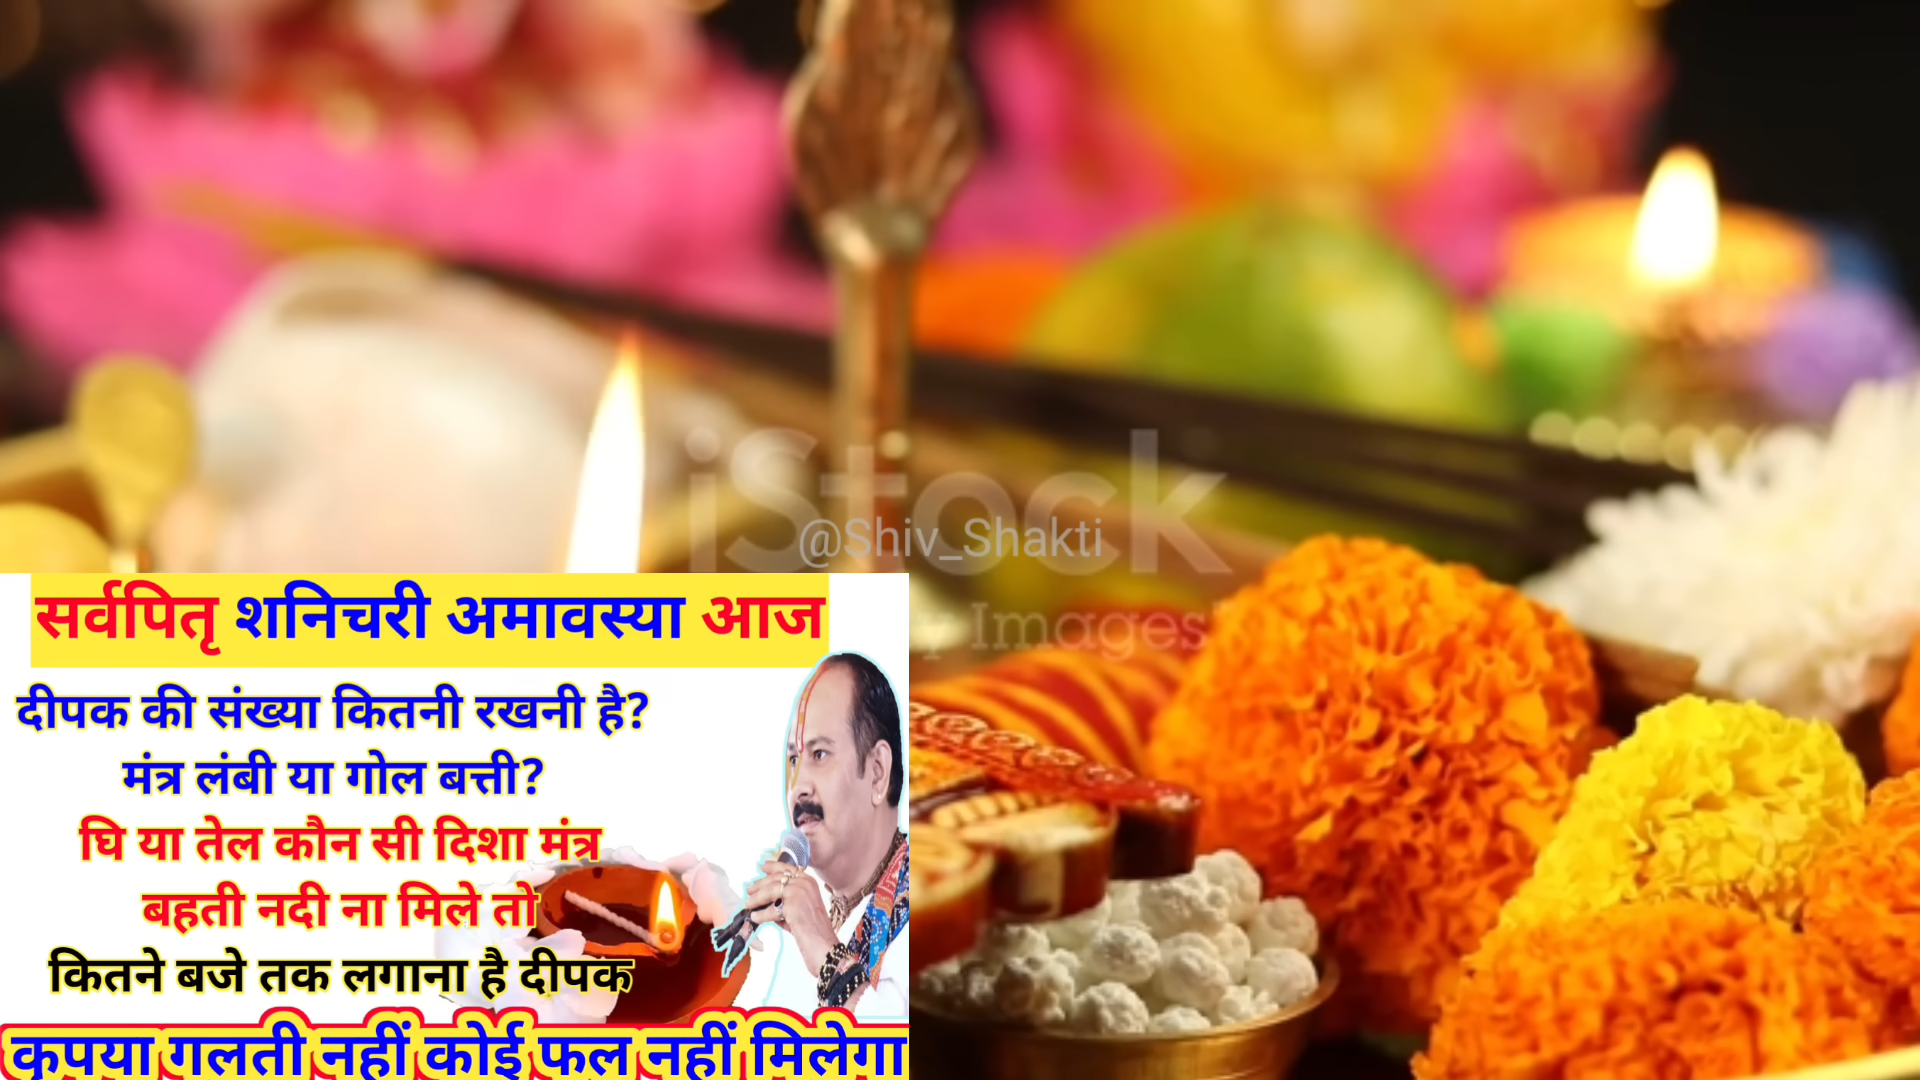 iStock
@Shiv_Shakti
y Images
सर्वपितृ शनिचरी अमावस्या आज
दीपक की संख्या कितनी रखनी है?
मंत्र लंबी या गोल बत्ती?
घि या तेल कौन सी दिशा मंत्र
बहती नदी ना मिले तो
कितने बजे तक लगाना है दीपक
कृपया गलती नहीं कोई फल नहीं मिलेगा